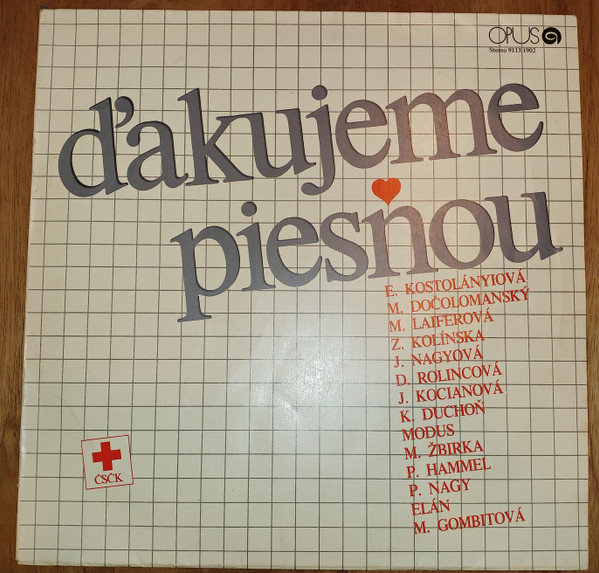 OPUS
Stereo 9113 1902
ďakujeme
piesňou
E. KOSTOLÁNYIOVÁ
M. DOČOLOMANSKÝ
M. LAIFEROVÁ
Z. KOLÍNSKA
J. NAGYOVÁ
D. ROLINCOVÁ
J. KOCIANOVÁ
K. DUCHOŇ
MODUS
M. ŽBIRKA
P. HAMMEL
P. NAGY
ELÁN
M. GOMBITOVÁ
ČSČK